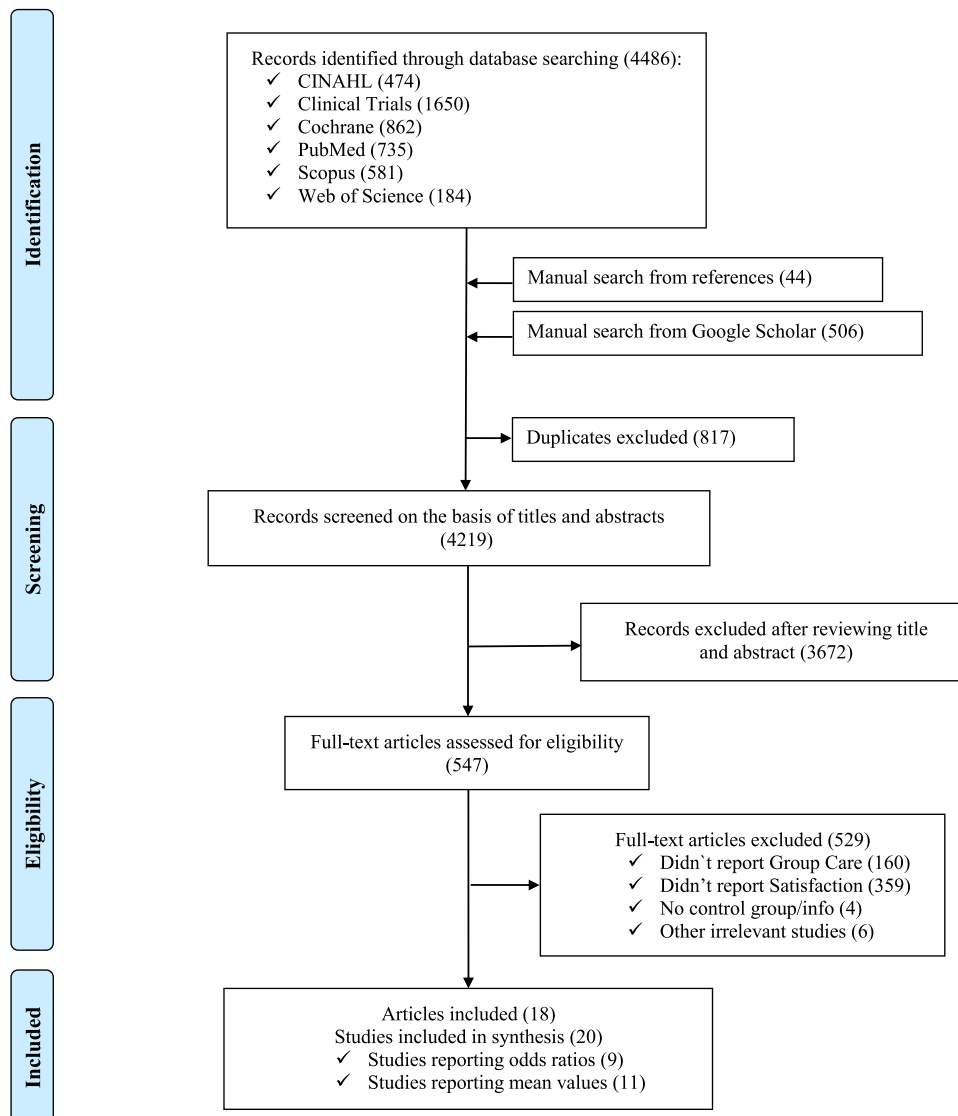 Identification
Records identified through database searching (4486):
✓ CINAHL (474)
✓ Clinical Trials (1650)
✓ Cochrane (862)
✓ PubMed (735)
✓ Scopus (581)
✓ Web of Science (184)
Manual search from references (44)
Manual search from Google Scholar (506)
Screening
Duplicates excluded (817)
Records screened on the basis of titles and abstracts
(4219)
Records excluded after reviewing title
and abstract (3672)
Eligibility
Full-text articles assessed for eligibility
(547)
Full-text articles excluded (529)
✓ Didn`t report Group Care (160)
✓ Didn’t report Satisfaction (359)
✓ No control group/info (4)
✓ Other irrelevant studies (6)
Included
Articles included (18)
Studies included in synthesis (20)
✓ Studies reporting odds ratios (9)
✓ Studies reporting mean values (11)